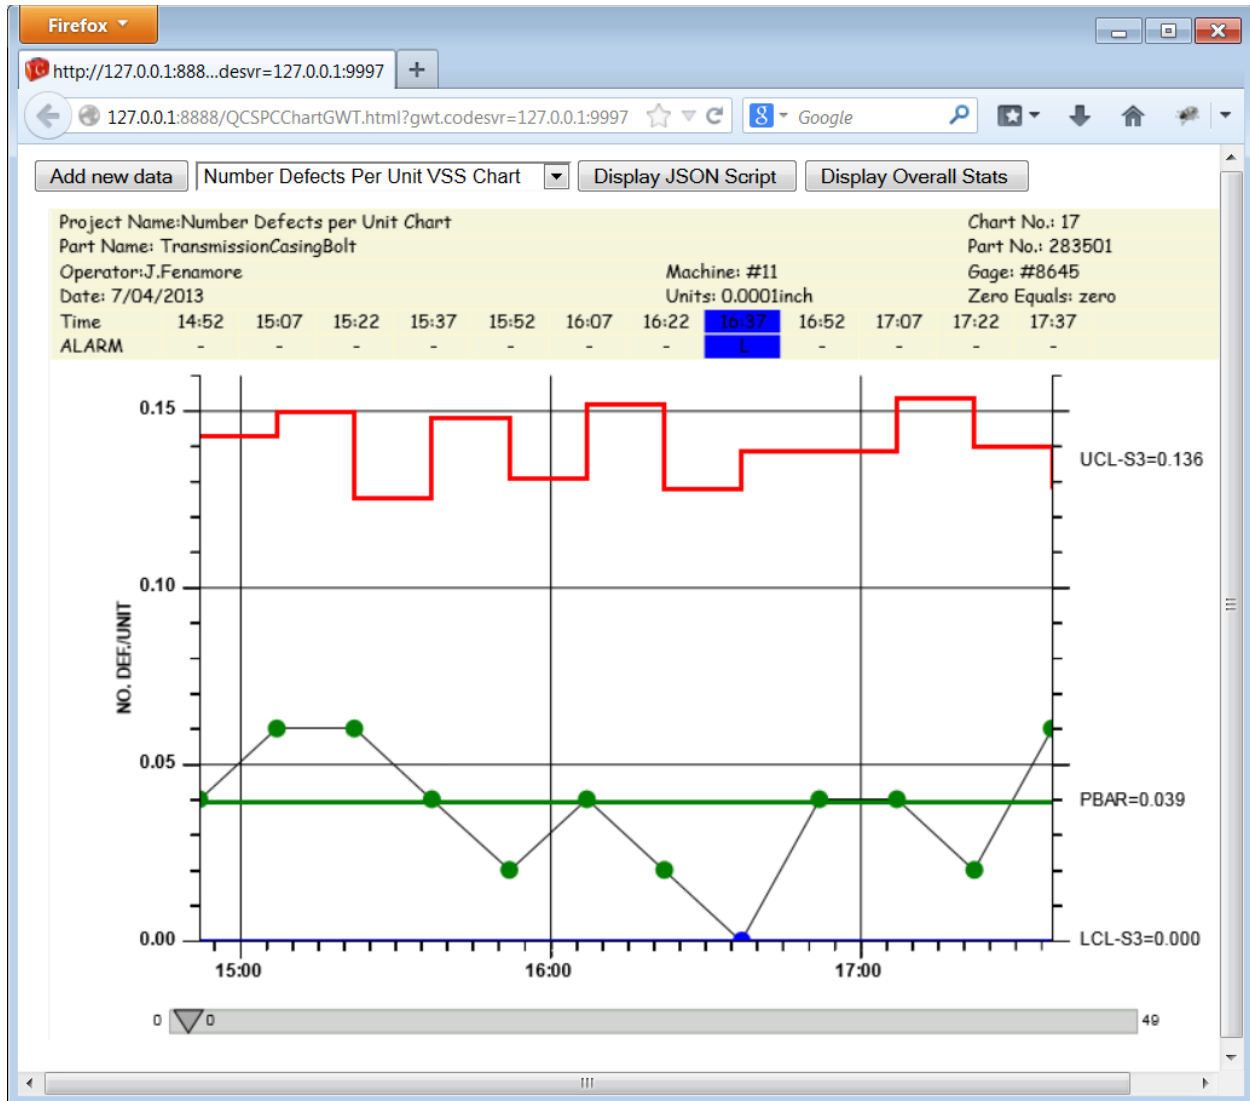 Firefox
http://127.0.0.1:888...desvr=127.0.0.1:9997 +
127.0.0.1:8888/QCSPCChartGWT.html?gwt.codesvr=127.0.0.1:9997 8 Google
Add new data Number Defects Per Unit VSS Chart Display JSON Script Display Overall Stats
Project Name:Number Defects per Unit Chart Chart No.: 17
Part Name: TransmissionCasingBolt Part No.: 283501
Operator:J.Fenamore Machine: #11 Gage: #8645
Date: 7/04/2013 Units: 0.0001inch Zero Equals: zero
Time 14:52 15:07 15:22 15:37 15:52 16:07 16:22 16:37 16:52 17:07 17:22 17:37
ALARM - - - - - - - L - - - -
0.15
UCL-S3=0.136
0.10
NO. DEF./UNIT
0.05
PBAR=0.039
0.00
LCL-S3=0.000
15:00 16:00 17:00
0 0 49